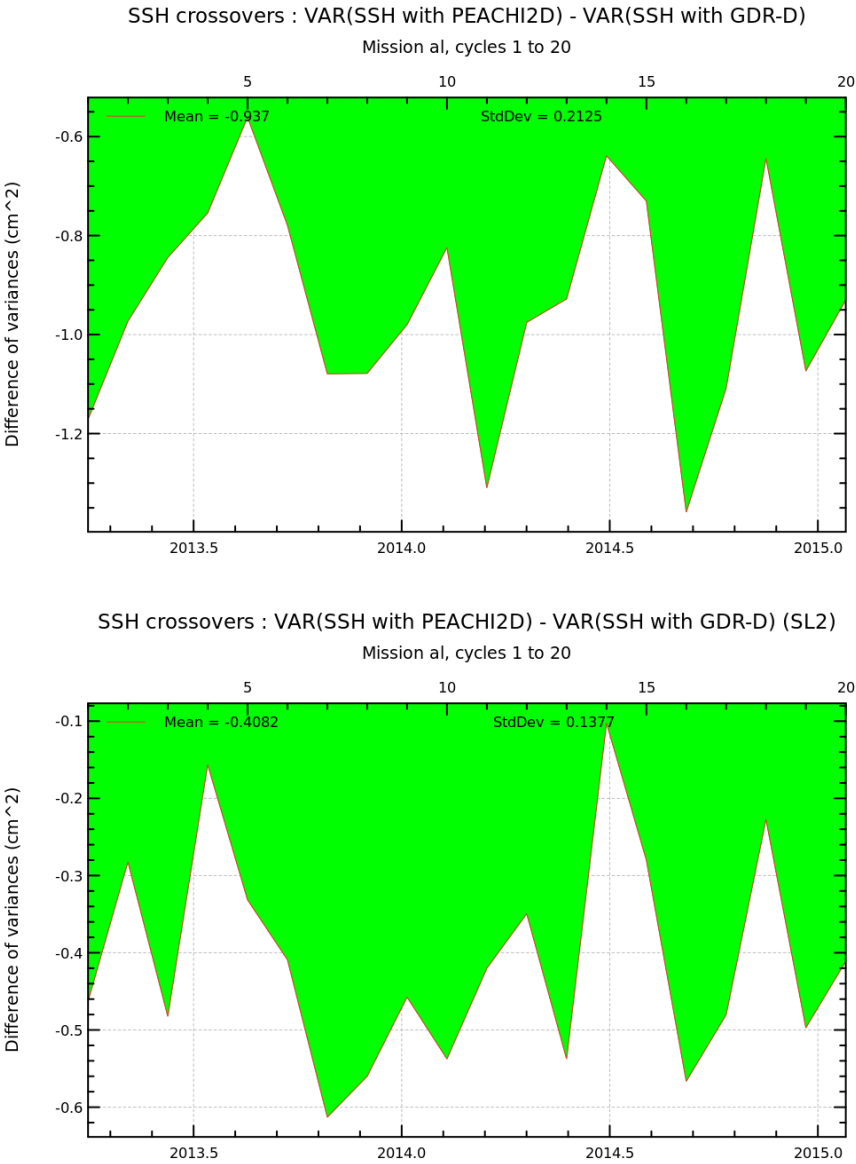 SSH crossovers : VAR(SSH with PEACHI2D) - VAR(SSH with GDR-D)
Mission al, cycles 1 to 20
5 10 15 20
Mean = -0.937 StdDev = 0.2125
-0.6
-0.8
-1.0
-1.2
Difference of variances (cm^2)
2013.5 2014.0 2014.5 2015.0
SSH crossovers : VAR(SSH with PEACHI2D) - VAR(SSH with GDR-D) (SL2)
Mission al, cycles 1 to 20
5 10 15 20
Mean = -0.4082 StdDev = 0.1377
-0.1
-0.2
-0.3
-0.4
-0.5
-0.6
Difference of variances (cm^2)
2013.5 2014.0 2014.5 2015.0